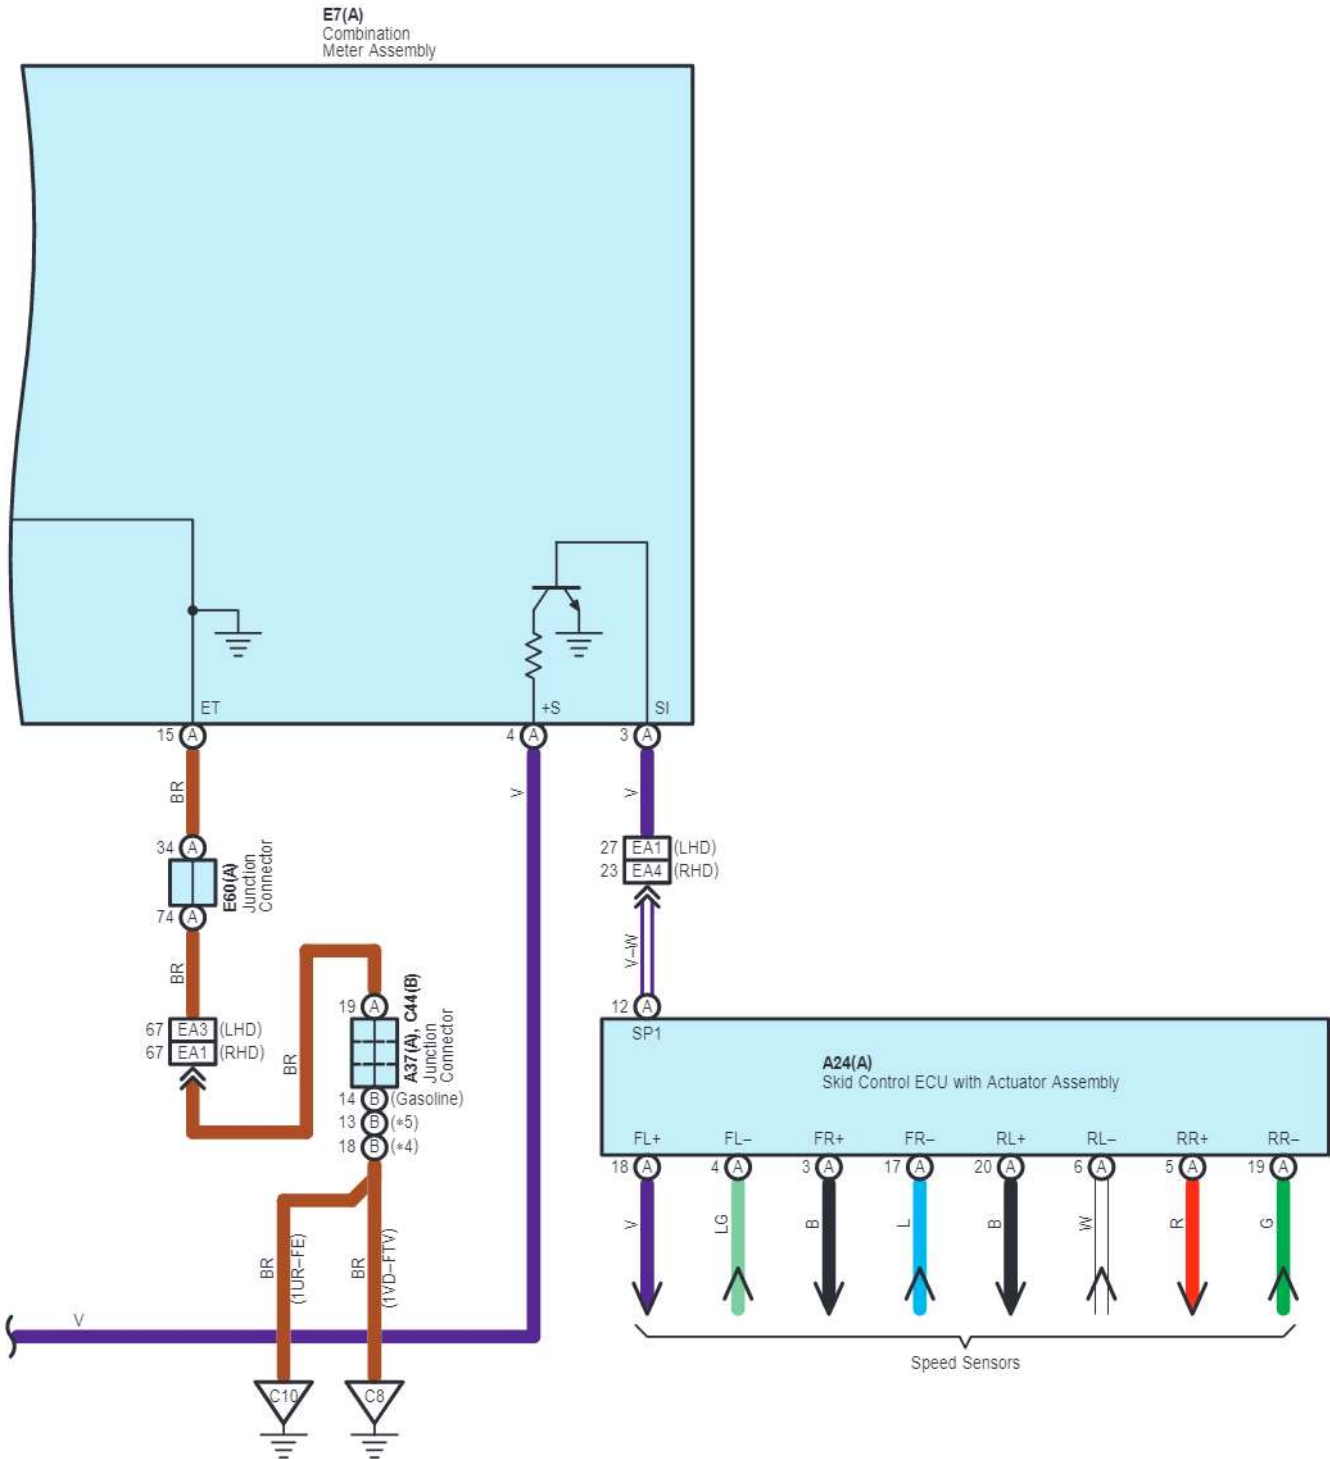 E7(A)
Combination
Meter Assembly
ET
+S
SI
15 A
4 A
3 A
BR
V
V
34 A
E60(A)
Junction
Connector
74 A
27 EA1 (LHD)
23 EA4 (RHD)
BR
V–W
19 A
A37(A), C44(B)
Junction
Connector
12 A
67 EA3 (LHD)
67 EA1 (RHD)
BR
SP1
A24(A)
Skid Control ECU with Actuator Assembly
14 B (Gasoline)
13 B (*5)
18 B (*4)
FL+
FL–
FR+
FR–
RL+
RL–
RR+
RR–
18 A
4 A
3 A
17 A
20 A
6 A
5 A
19 A
V
LG
B
L
B
W
R
G
BR
(1UR–FE)
BR
(1VD–FTV)
V
Speed Sensors
C10
C8